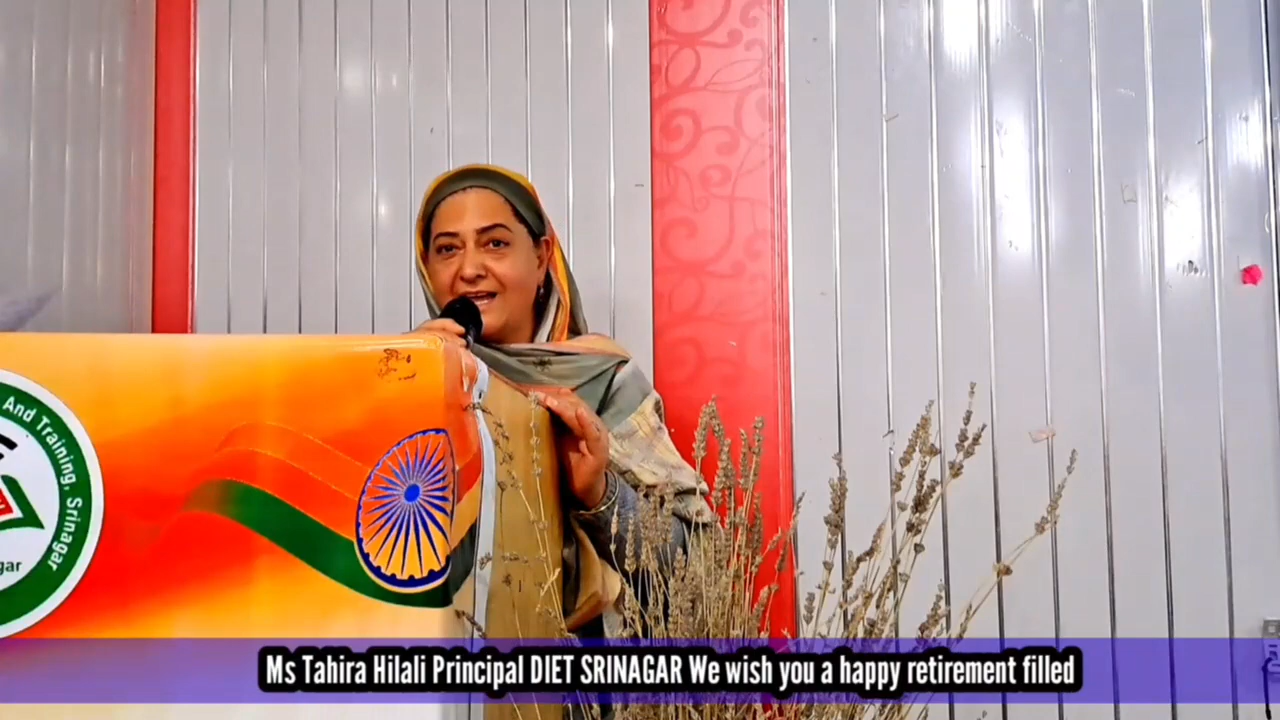 And Training, Srinagar
gar
Ms Tahira Hilali Principal DIET SRINAGAR We wish you a happy retirement filled